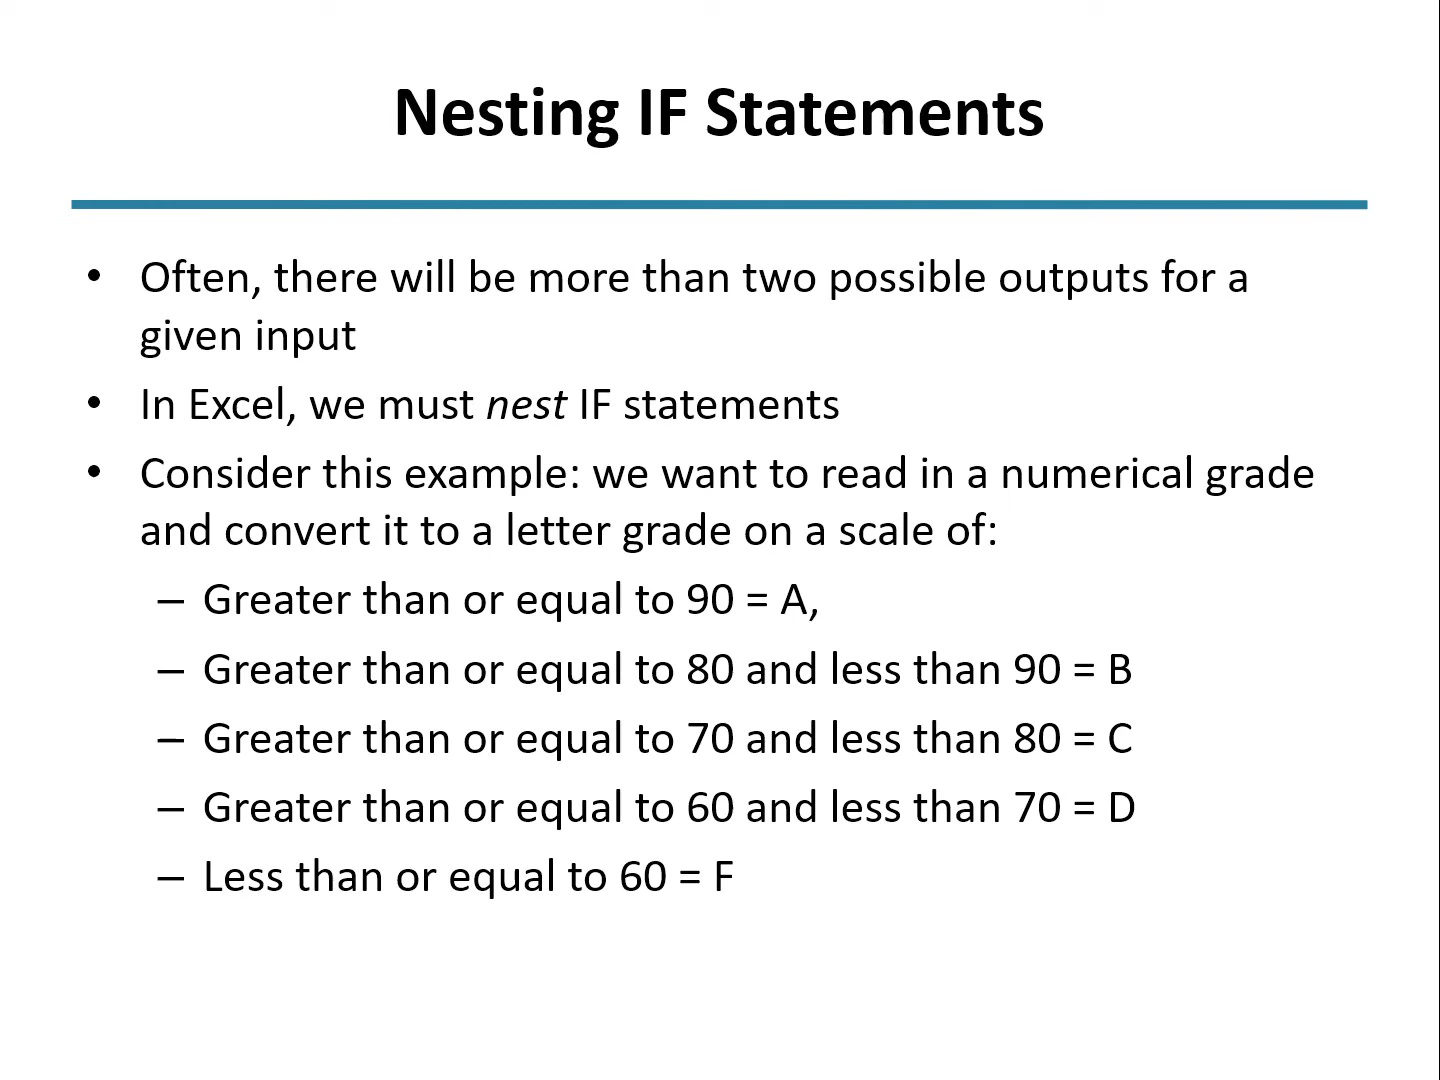 Nesting IF Statements
• Often, there will be more than two possible outputs for a
given input
• In Excel, we must nest IF statements
• Consider this example: we want to read in a numerical grade
and convert it to a letter grade on a scale of:
– Greater than or equal to 90 = A,
– Greater than or equal to 80 and less than 90 = B
– Greater than or equal to 70 and less than 80 = C
– Greater than or equal to 60 and less than 70 = D
– Less than or equal to 60 = F